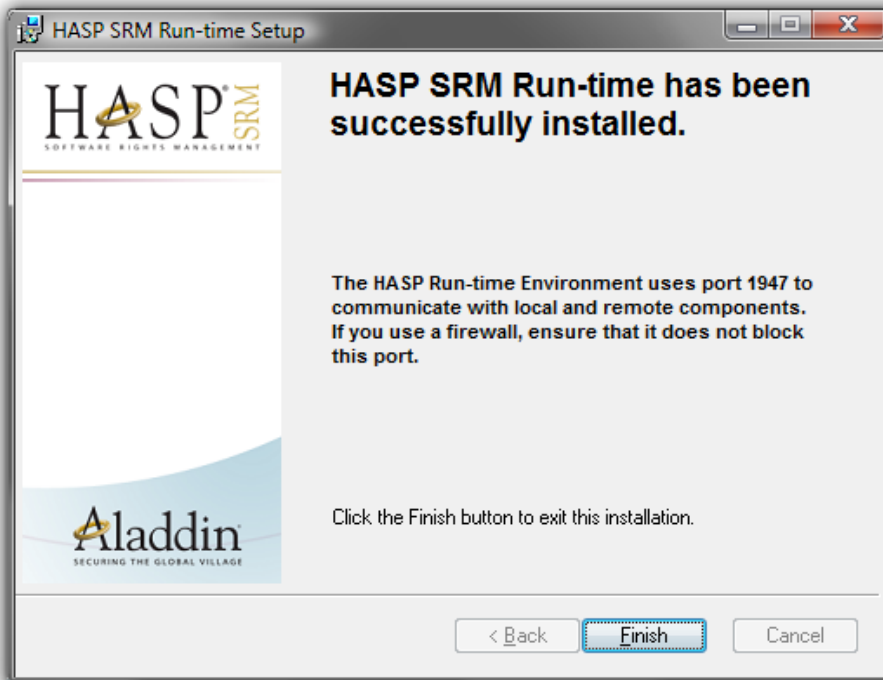 HASP SRM Run-time Setup
HASP® SRM
SOFTWARE RIGHTS MANAGEMENT
HASP SRM Run-time has been
successfully installed.
The HASP Run-time Environment uses port 1947 to
communicate with local and remote components.
If you use a firewall, ensure that it does not block
this port.
Click the Finish button to exit this installation.
Aladdin
SECURING THE GLOBAL VILLAGE
< Back
Finish
Cancel